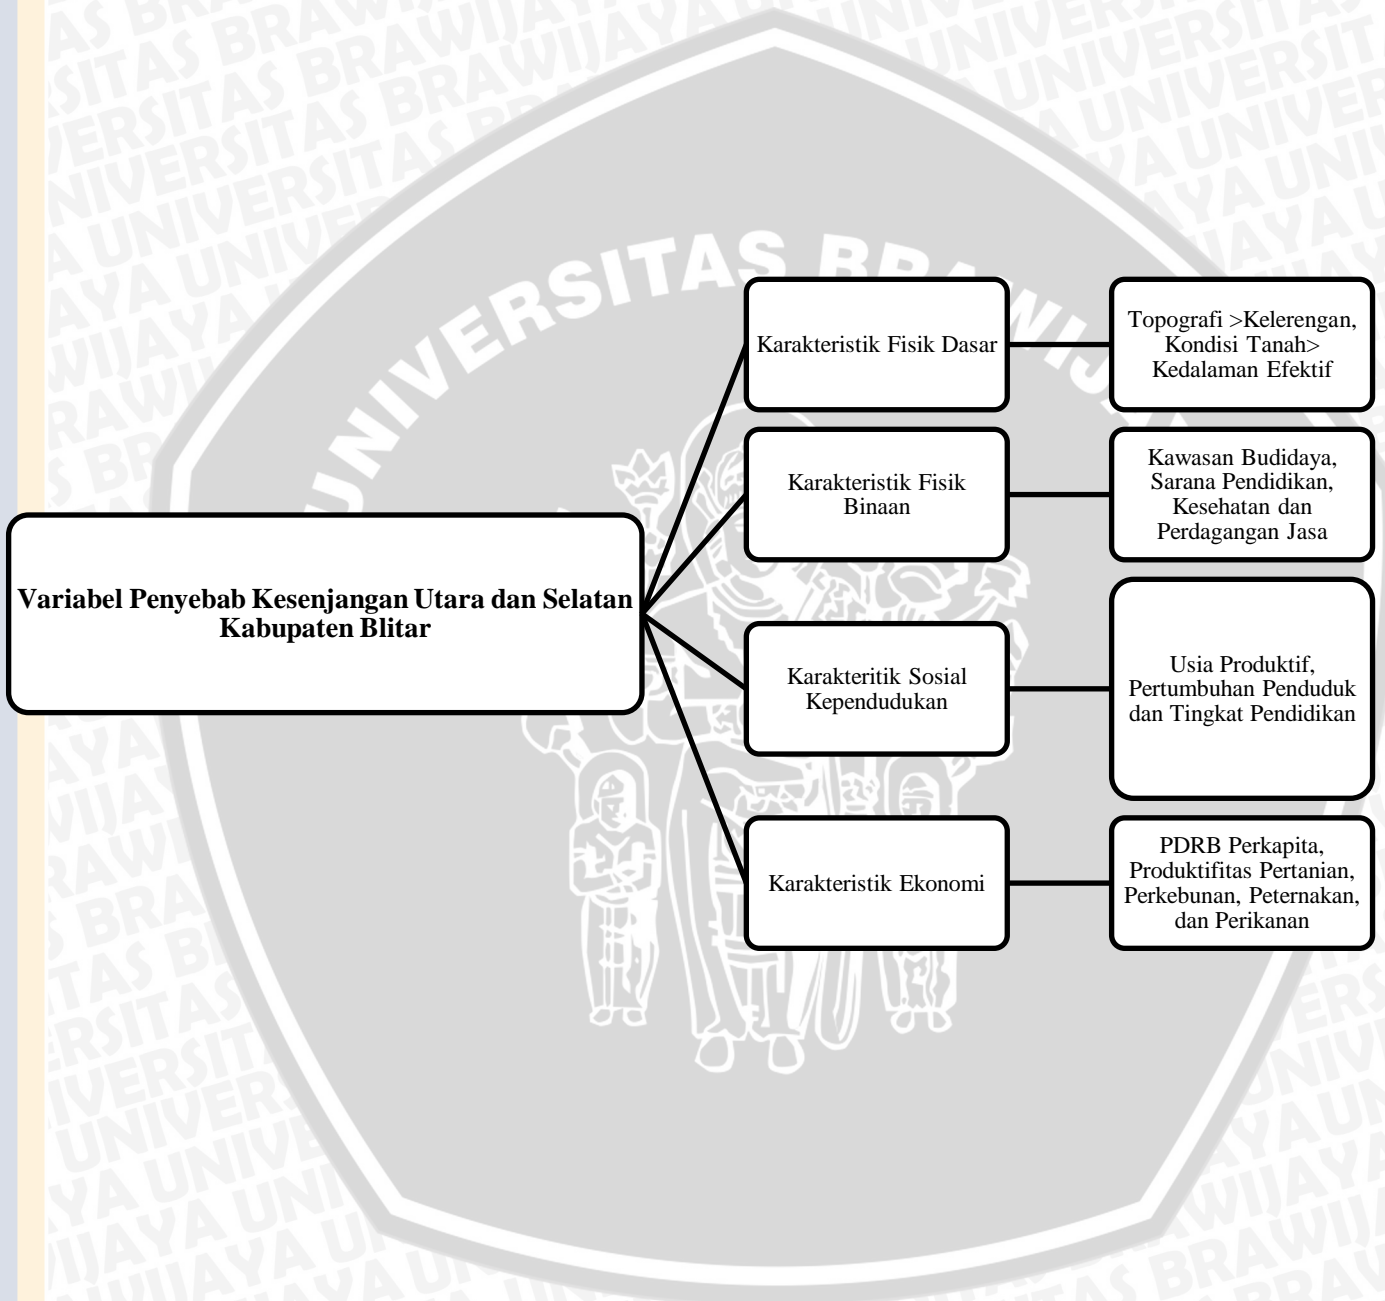 UNIVERSITAS BRAWIJAYA
Variabel Penyebab Kesenjangan Utara dan Selatan
Kabupaten Blitar
Karakteristik Fisik Dasar
Topografi >Kelerengan,
Kondisi Tanah>
Kedalaman Efektif
Karakteristik Fisik
Binaan
Kawasan Budidaya,
Sarana Pendidikan,
Kesehatan dan
Perdagangan Jasa
Karakteritik Sosial
Kependudukan
Usia Produktif,
Pertumbuhan Penduduk
dan Tingkat Pendidikan
Karakteristik Ekonomi
PDRB Perkapita,
Produktifitas Pertanian,
Perkebunan, Peternakan,
dan Perikanan